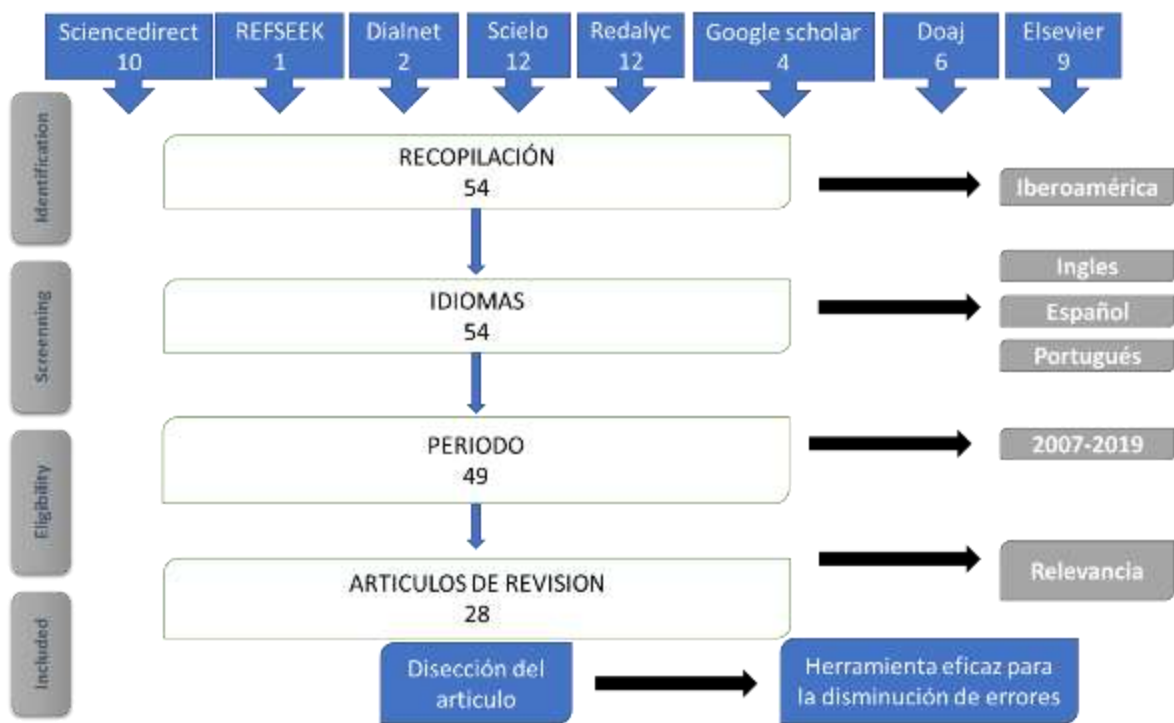 Sciencedirect
10
REFSEEK
1
Dialnet
2
Scielo
12
Redalyc
12
Google scholar
4
Doaj
6
Elsevier
9
Identification
RECOPILACIÓN
54
Iberoamérica
Screenning
IDIOMAS
54
Ingles
Español
Portugués
Eligibility
PERIODO
49
2007-2019
ARTICULOS DE REVISION
28
Relevancia
Included
Disección del
articulo
Herramienta eficaz para
la disminución de errores